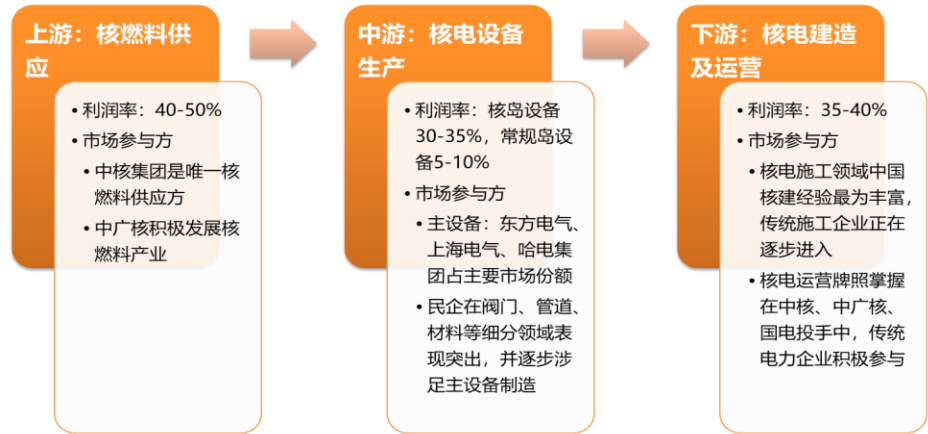 上游：核燃料供
应
• 利润率：40-50%
• 市场参与方
• 中核集团是唯一核
燃料供应方
• 中广核积极发展核
燃料产业
中游：核电设备
生产
• 利润率：核岛设备
30-35%，常规岛设
备5-10%
• 市场参与方
• 主设备：东方电气、
上海电气、哈电集
团占主要市场份额
• 民企在阀门、管道、
材料等细分领域表
现突出，并逐步涉
足主设备制造
下游：核电建造
及运营
• 利润率：35-40%
• 市场参与方
• 核电施工领域中国
核建经验最为丰富，
传统施工企业正在
逐步进入
• 核电运营牌照掌握
在中核、中广核、
国电投手中，传统
电力企业积极参与